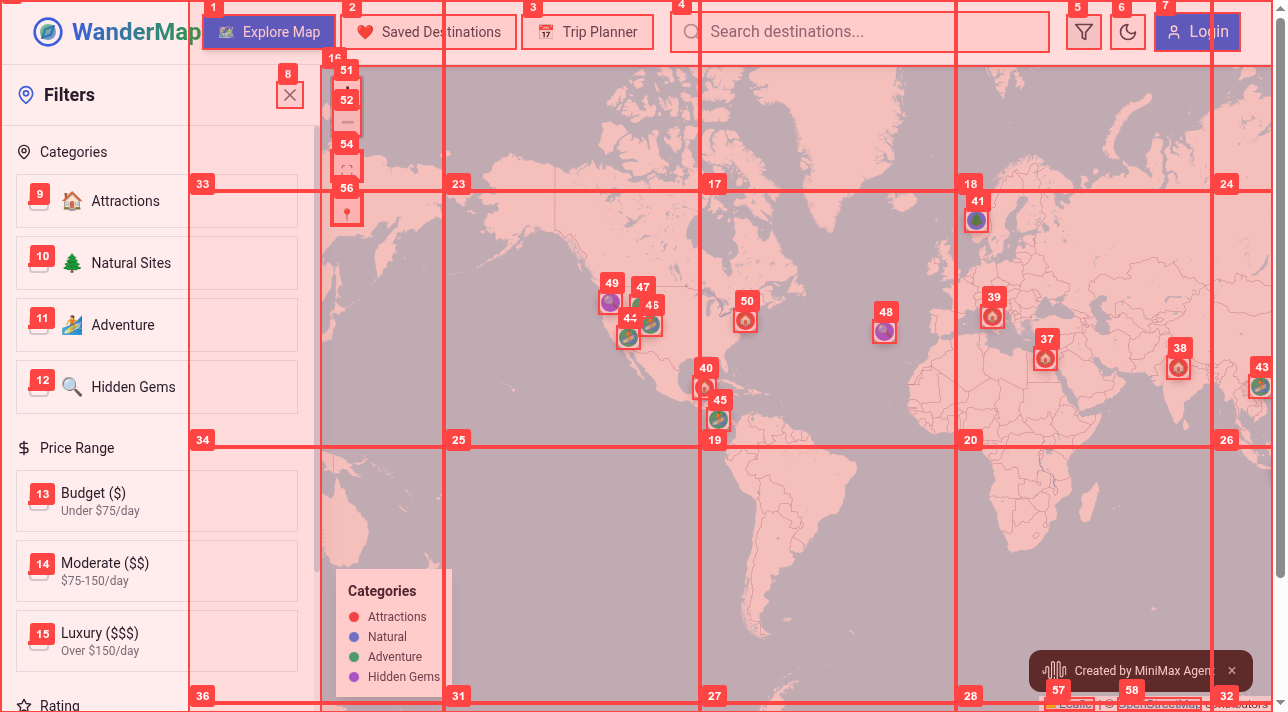 WanderMap
1
Explore Map
2
Saved Destinations
3
Trip Planner
4
Search destinations...
5
6
7
Login
Filters
8
16
51
52
54
56
Categories
33
23
17
18
24
9
Attractions
10
Natural Sites
11
Adventure
12
Hidden Gems
41
49
47
46
44
50
48
39
37
38
40
45
43
Price Range
34
25
19
20
26
13
Budget ($)
Under $75/day
14
Moderate ($$)
$75-150/day
15
Luxury ($$$)
Over $150/day
Categories
Attractions
Natural
Adventure
Hidden Gems
Created by MiniMax Agent
×
36
31
27
28
57
58
32
Rating
Leaflet | © OpenStreetMap contributors